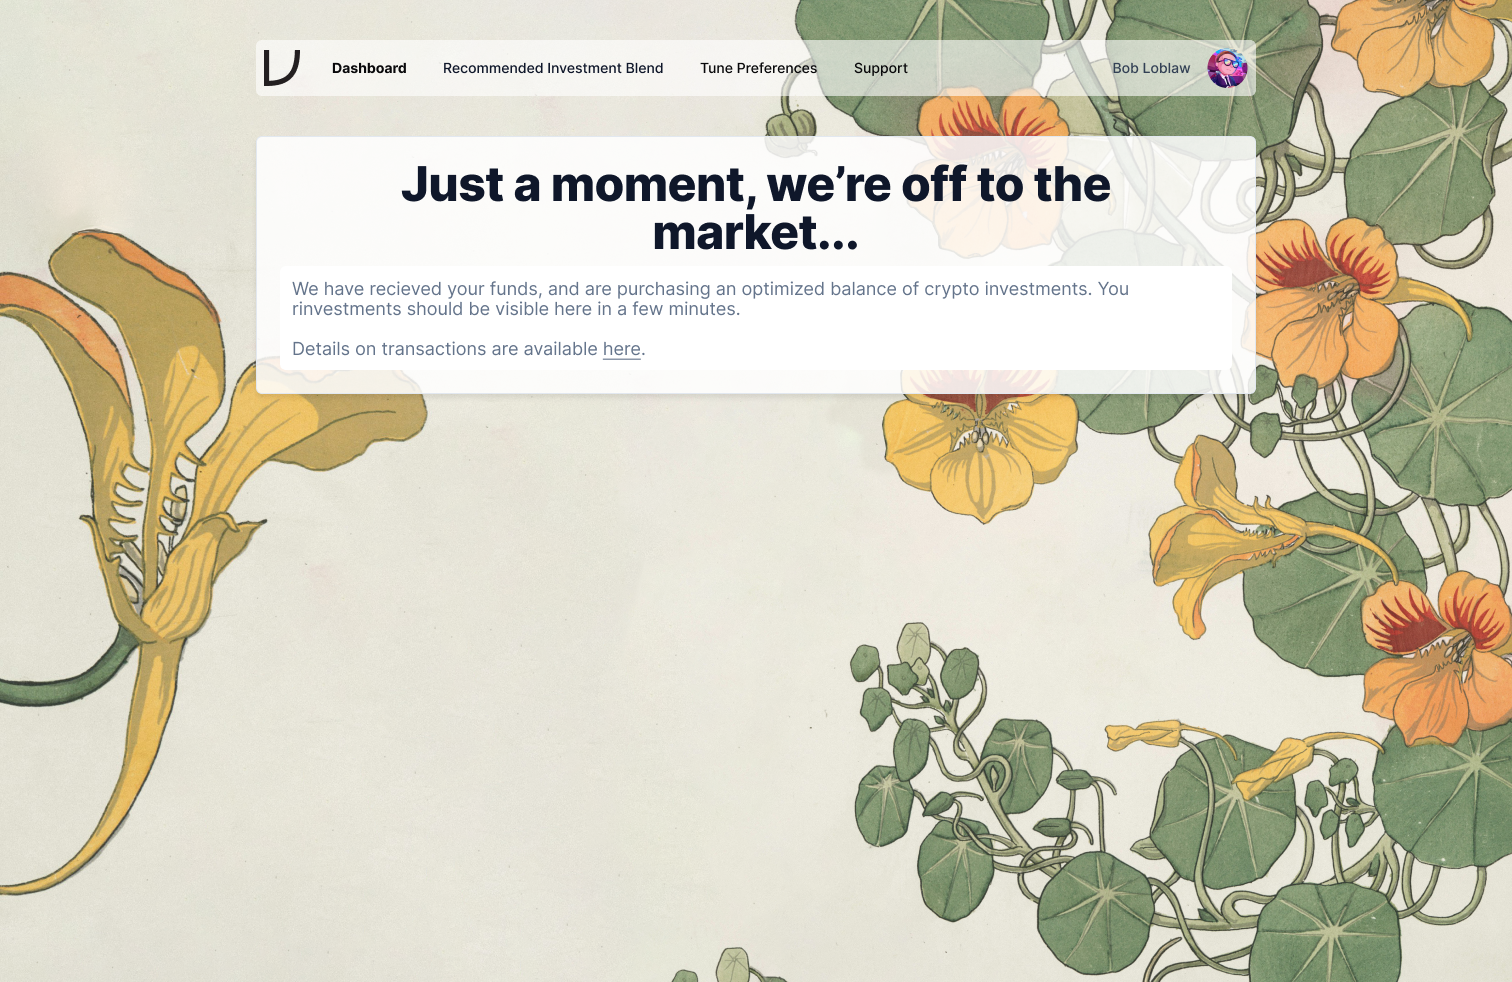 Dashboard Recommended Investment Blend Tune Preferences Support Bob Loblaw
Just a moment, we’re off to the
market...
We have recieved your funds, and are purchasing an optimized balance of crypto investments. You
rinvestments should be visible here in a few minutes.
Details on transactions are available here.